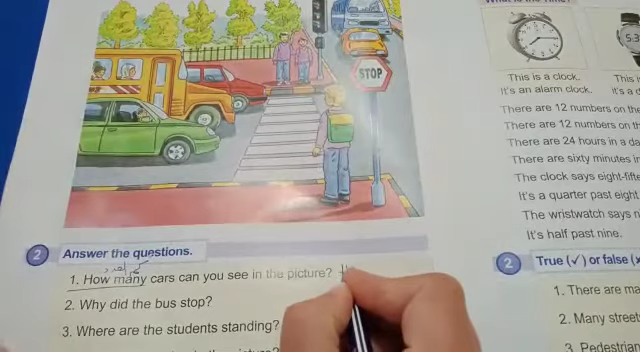 STOP
This is a clock.
It's an alarm clock.
This
It's a
There are 12 numbers on the
There are 12 numbers on th
There are 24 hours in a da
There are sixty minutes in
The clock says eight-fifte
It's a quarter past eight
The wristwatch says n
It's half past nine.
2 Answer the questions.
1. How many cars can you see in the picture?
2. Why did the bus stop?
3. Where are the students standing?
2 True (✓) or false (x
1. There are ma
2. Many street
3. Pedestrian